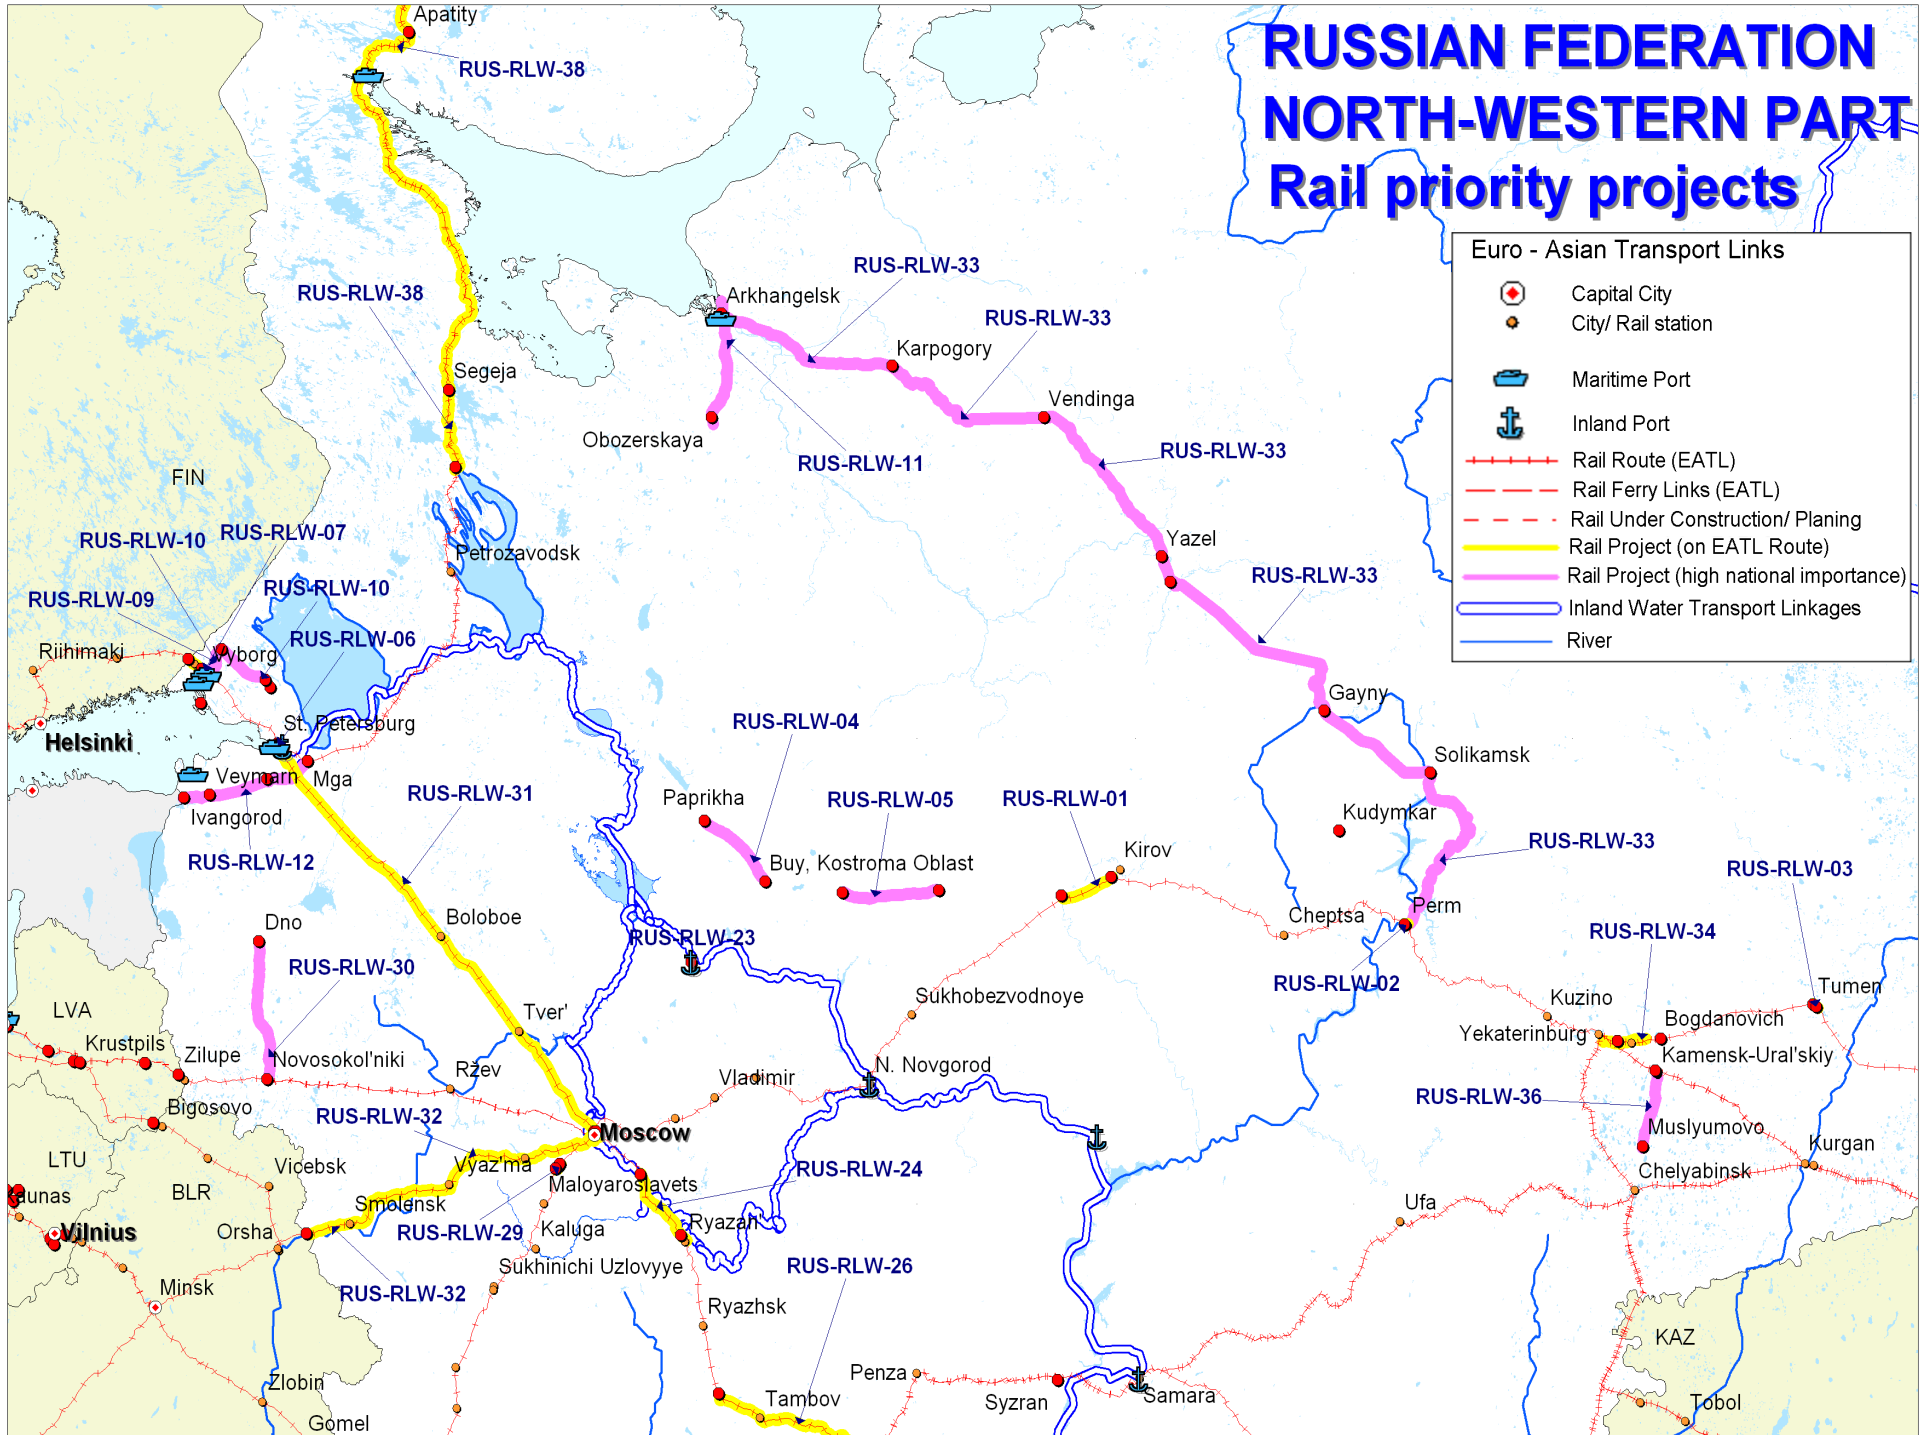 RUSSIAN FEDERATION
NORTH-WESTERN PART
Rail priority projects
Euro - Asian Transport Links
Capital City
City/ Rail station
Maritime Port
Inland Port
Rail Route (EATL)
Rail Ferry Links (EATL)
Rail Under Construction/ Planing
Rail Project (on EATL Route)
Rail Project (high national importance)
Inland Water Transport Linkages
River
Apatity
RUS-RLW-38
RUS-RLW-33
RUS-RLW-38
Arkhangelsk
RUS-RLW-33
Karpogory
Segeja
Vendinga
Obozerskaya
RUS-RLW-11
RUS-RLW-33
FIN
RUS-RLW-07
RUS-RLW-10
Yazel
Petrozavodsk
RUS-RLW-33
RUS-RLW-10
RUS-RLW-09
RUS-RLW-06
Riihimaki
Vyborg
Gayny
St. Petersburg
RUS-RLW-04
Helsinki
Solikamsk
Veymarn
Mga
RUS-RLW-31
Paprikha
RUS-RLW-05
RUS-RLW-01
Ivangorod
Kudymkar
RUS-RLW-33
Kirov
RUS-RLW-12
Buy, Kostroma Oblast
RUS-RLW-03
Perm
Cheptsa
Boloboe
Dno
RUS-RLW-34
RUS-RLW-23
RUS-RLW-30
RUS-RLW-02
Tumen
Sukhobezvodnoye
Kuzino
LVA
Tver'
Bogdanovich
Yekaterinburg
Krustpils
Zilupe
Novosokol'niki
Ržev
N. Novgorod
Kamensk-Ural'skiy
Vladimir
RUS-RLW-36
Bigosovo
RUS-RLW-32
Moscow
Muslyumovo
Kurgan
LTU
Vicebsk
Vyaz'ma
RUS-RLW-24
Chelyabinsk
BLR
Maloyaroslavets
aunas
Smolensk
Ufa
Vilnius
Orsha
RUS-RLW-29
Kaluga
Ryazan'
Sukhinichi Uzlovyye
RUS-RLW-26
Minsk
RUS-RLW-32
Ryazhsk
KAZ
Penza
Zlobin
Tambov
Syzran
Samara
Tobol
Gomel